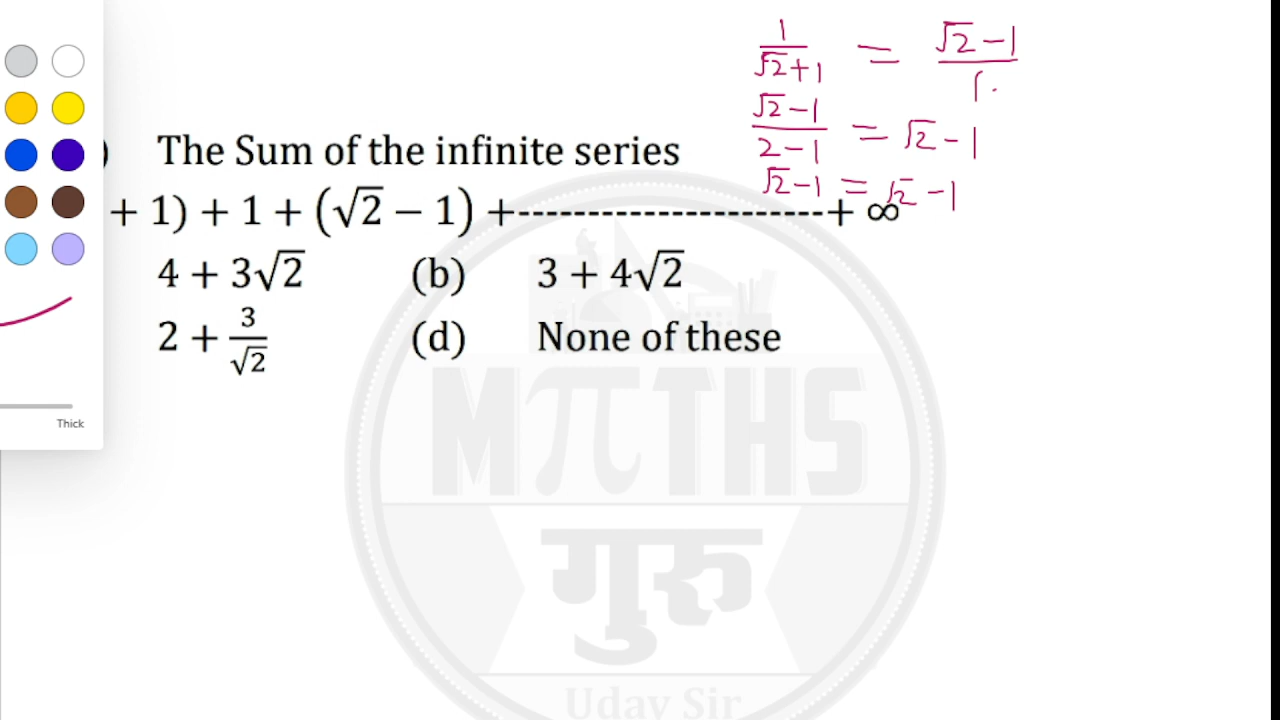 1/(√2+1) = (√2−1)/1
(√2−1)/(2−1) = √2−1
) The Sum of the infinite series
√2−1 = √2−1
+ 1) + 1 + (√2 − 1) +-----------------------+ ∞
4 + 3√2 (b) 3 + 4√2
2 + 3/√2 (d) None of these
Thick
MπTHS
गुरु
Uday Sir